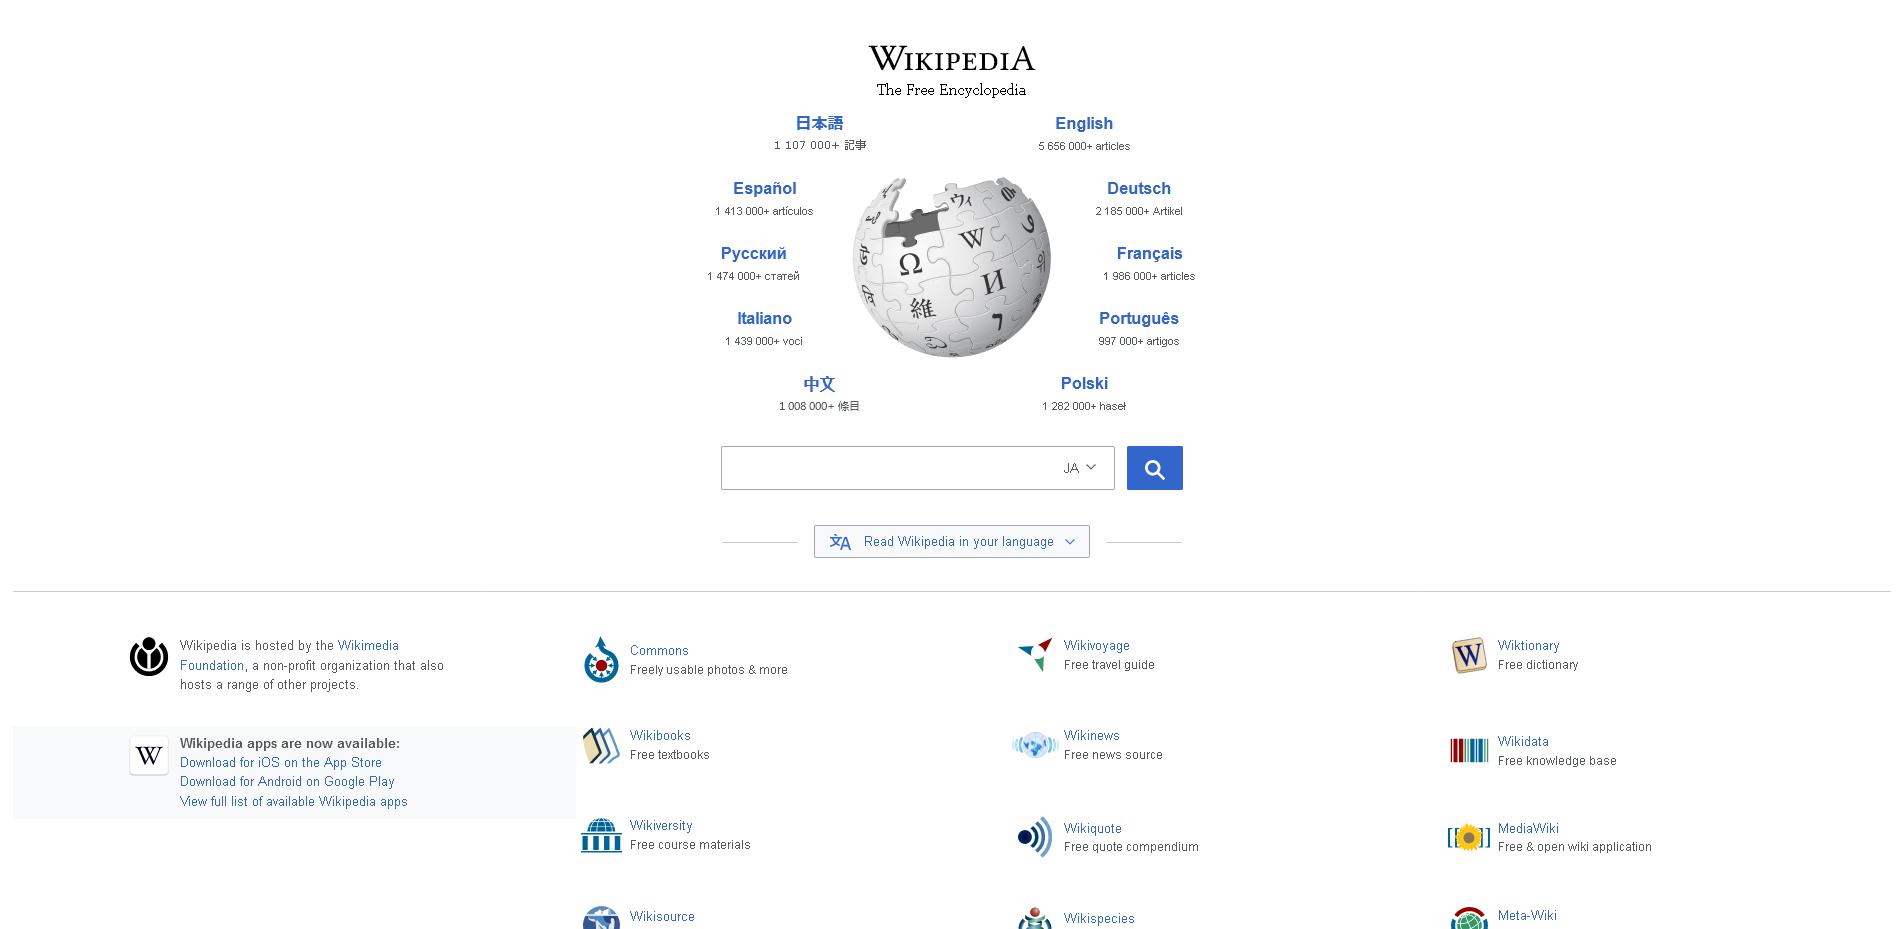 WIKIPEDIA
The Free Encyclopedia
日本語
1 107 000+ 記事
English
5 656 000+ articles
Español
1 413 000+ artículos
Deutsch
2 185 000+ Artikel
Русский
1 474 000+ статей
Français
1 986 000+ articles
Italiano
1 439 000+ voci
Português
997 000+ artigos
中文
1 008 000+ 條目
Polski
1 282 000+ haseł
Ω W И 維 ウィ
JA
文A Read Wikipedia in your language
Wikipedia is hosted by the Wikimedia
Foundation, a non-profit organization that also
hosts a range of other projects.
W
Wikipedia apps are now available:
Download for iOS on the App Store
Download for Android on Google Play
View full list of available Wikipedia apps
Commons
Freely usable photos & more
Wikivoyage
Free travel guide
W
Wiktionary
Free dictionary
Wikibooks
Free textbooks
Wikinews
Free news source
Wikidata
Free knowledge base
Wikiversity
Free course materials
Wikiquote
Free quote compendium
MediaWiki
Free & open wiki application
Wikisource
Wikispecies
Meta-Wiki